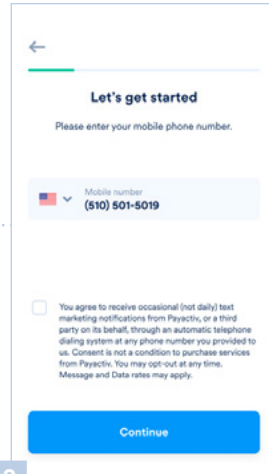 Let's get started
Please enter your mobile phone number.
Mobile number
(510) 501-5019
You agree to receive occasional (not daily) text
marketing notifications from Payactiv, or a third
party on its behalf, through an automatic telephone
dialing system at any phone number you provided to
us. Consent is not a condition to purchase services
from Payactiv. You may opt-out at any time.
Message and Data rates may apply.
Continue